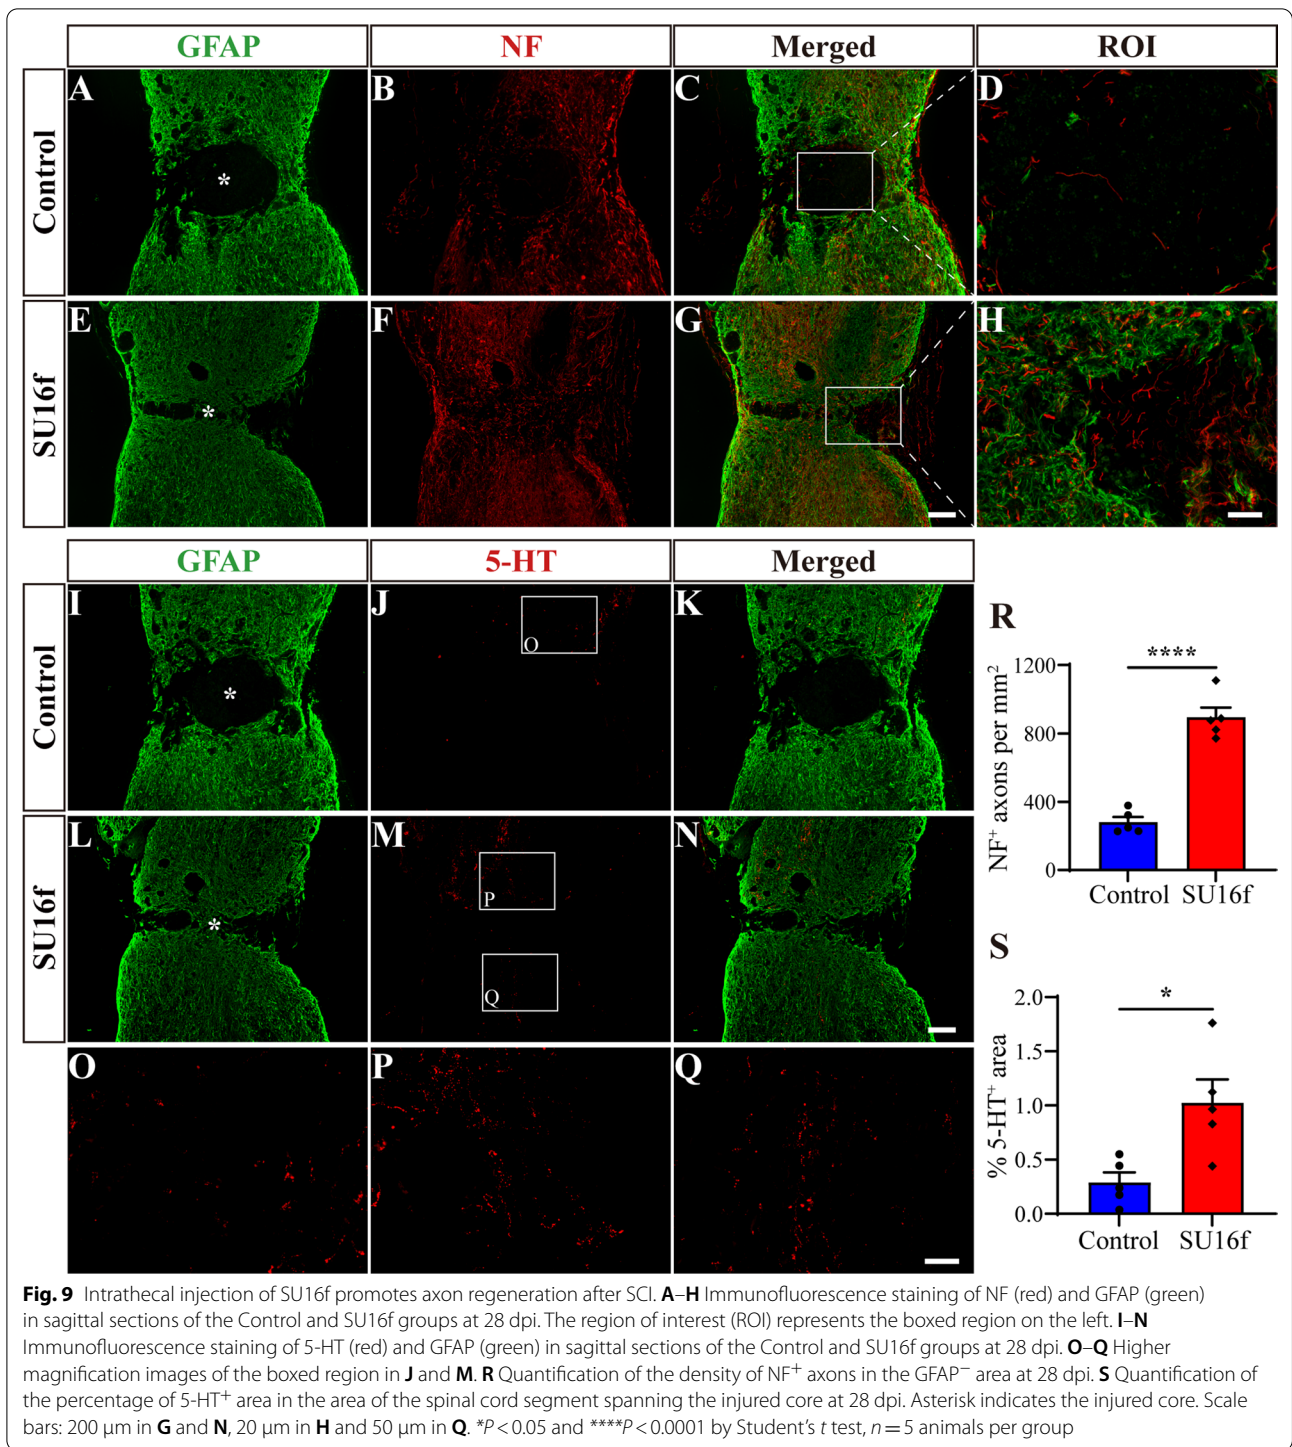 GFAP NF Merged ROI
Control
A B C D
*
SU16f
E F G H
*
GFAP 5-HT Merged
Control
I J K
* O
SU16f
L M N
* P
Q
O P Q
R
NF⁺ axons per mm²
****
1200
800
400
0
Control SU16f
S
% 5-HT⁺ area
*
2.0
1.5
1.0
0.5
0.0
Control SU16f
Fig. 9 Intrathecal injection of SU16f promotes axon regeneration after SCI. A–H Immunofluorescence staining of NF (red) and GFAP (green)
in sagittal sections of the Control and SU16f groups at 28 dpi. The region of interest (ROI) represents the boxed region on the left. I–N
Immunofluorescence staining of 5-HT (red) and GFAP (green) in sagittal sections of the Control and SU16f groups at 28 dpi. O–Q Higher
magnification images of the boxed region in J and M. R Quantification of the density of NF⁺ axons in the GFAP⁻ area at 28 dpi. S Quantification of
the percentage of 5-HT⁺ area in the area of the spinal cord segment spanning the injured core at 28 dpi. Asterisk indicates the injured core. Scale
bars: 200 μm in G and N, 20 μm in H and 50 μm in Q. *P < 0.05 and ****P < 0.0001 by Student's t test, n = 5 animals per group